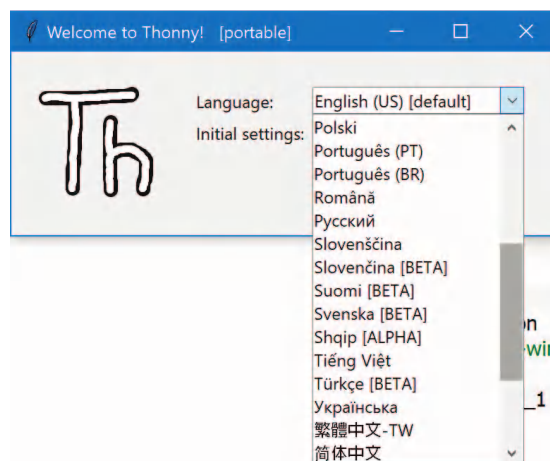 Welcome to Thonny! [portable]
Th
Language: English (US) [default]
Initial settings:
Polski
Português (PT)
Português (BR)
Română
Русский
Slovenščina
Slovenčina [BETA]
Suomi [BETA]
Svenska [BETA]
Shqip [ALPHA]
Tiếng Việt
Türkçe [BETA]
Українська
繁體中文-TW
简体中文
_1